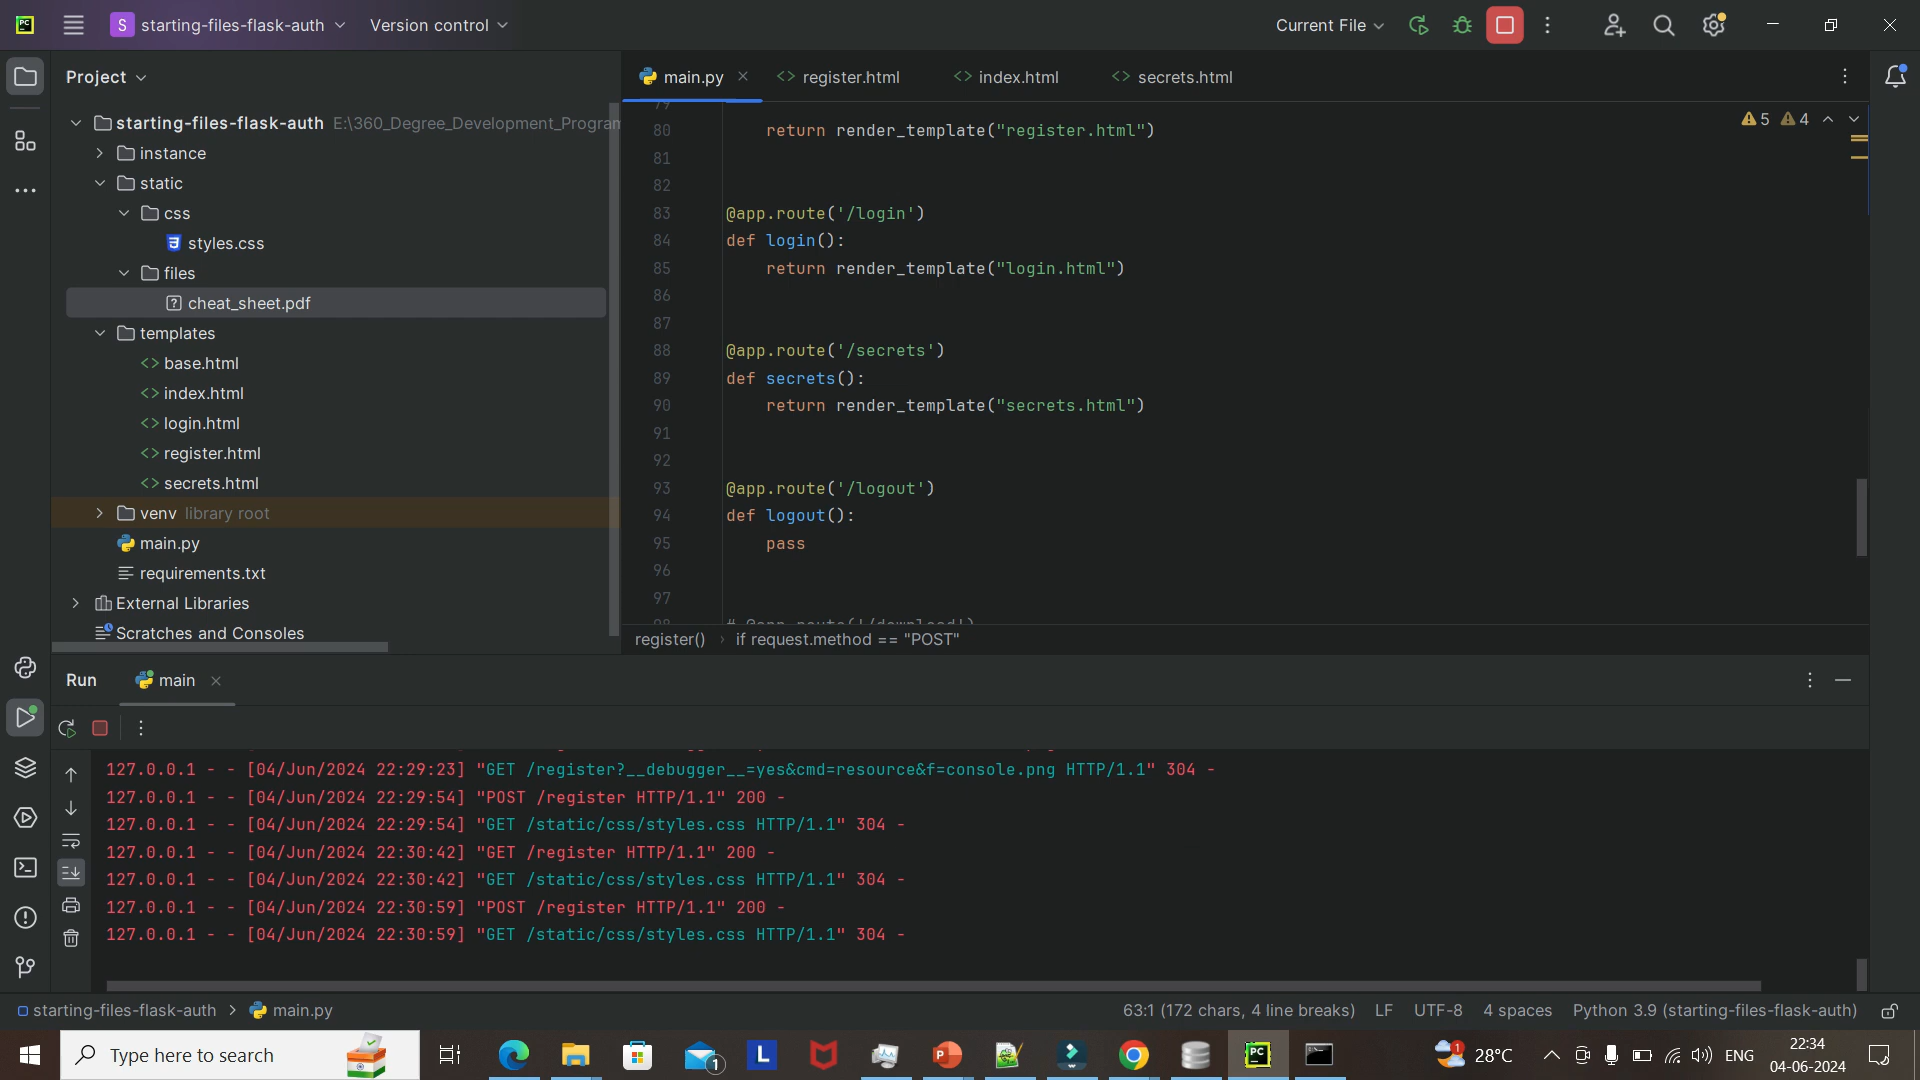 S starting-files-flask-auth Version control Current File
Project
starting-files-flask-auth E:\360_Degree_Development_Program
instance
static
css
styles.css
files
cheat_sheet.pdf
templates
base.html
index.html
login.html
register.html
secrets.html
venv library root
main.py
requirements.txt
External Libraries
Scratches and Consoles
main.py register.html index.html secrets.html
5 4
79
80 return render_template("register.html")
81
82
83 @app.route('/login')
84 def login():
85 return render_template("login.html")
86
87
88 @app.route('/secrets')
89 def secrets():
90 return render_template("secrets.html")
91
92
93 @app.route('/logout')
94 def logout():
95 pass
96
97
98 # @app.route('/download')
register() › if request.method == "POST"
Run main
127.0.0.1 - - [04/Jun/2024 22:29:23] "GET /register?__debugger__=yes&cmd=resource&f=console.png HTTP/1.1" 304 -
127.0.0.1 - - [04/Jun/2024 22:29:54] "POST /register HTTP/1.1" 200 -
127.0.0.1 - - [04/Jun/2024 22:29:54] "GET /static/css/styles.css HTTP/1.1" 304 -
127.0.0.1 - - [04/Jun/2024 22:30:42] "GET /register HTTP/1.1" 200 -
127.0.0.1 - - [04/Jun/2024 22:30:42] "GET /static/css/styles.css HTTP/1.1" 304 -
127.0.0.1 - - [04/Jun/2024 22:30:59] "POST /register HTTP/1.1" 200 -
127.0.0.1 - - [04/Jun/2024 22:30:59] "GET /static/css/styles.css HTTP/1.1" 304 -
starting-files-flask-auth > main.py 63:1 (172 chars, 4 line breaks) LF UTF-8 4 spaces Python 3.9 (starting-files-flask-auth)
Type here to search 1 L P PC 1 28°C ENG 22:34
04-06-2024